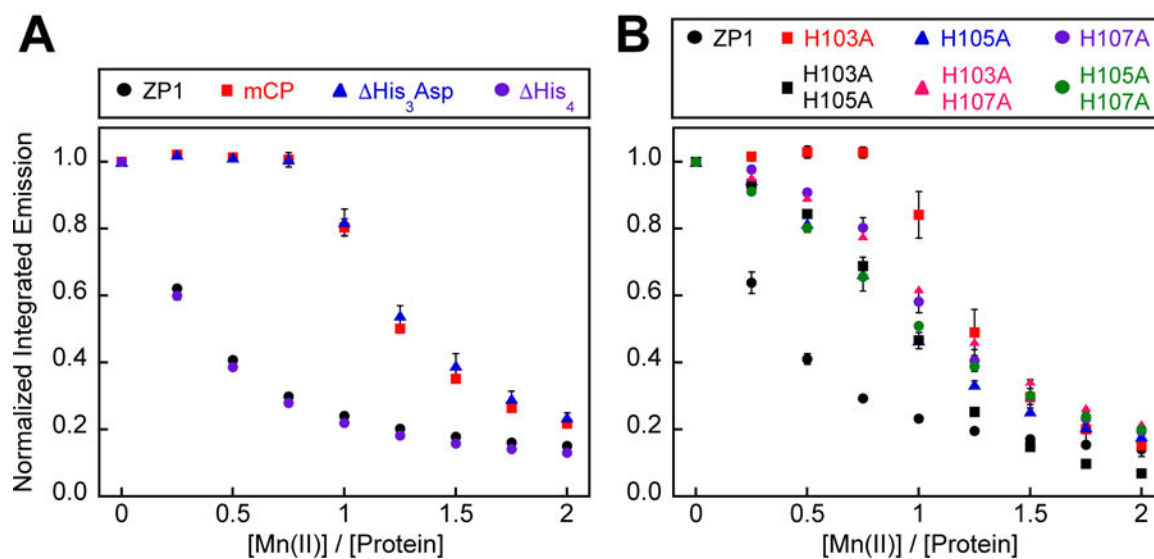 A
ZP1 mCP ΔHis3Asp ΔHis4
Normalized Integrated Emission
1.0
0.8
0.6
0.4
0.2
0.0
0 0.5 1 1.5 2
[Mn(II)] / [Protein]
B
ZP1 H103A H105A H107A
H103A H103A H105A
H105A H107A H107A
1.0
0.8
0.6
0.4
0.2
0.0
0 0.5 1 1.5 2
[Mn(II)] / [Protein]